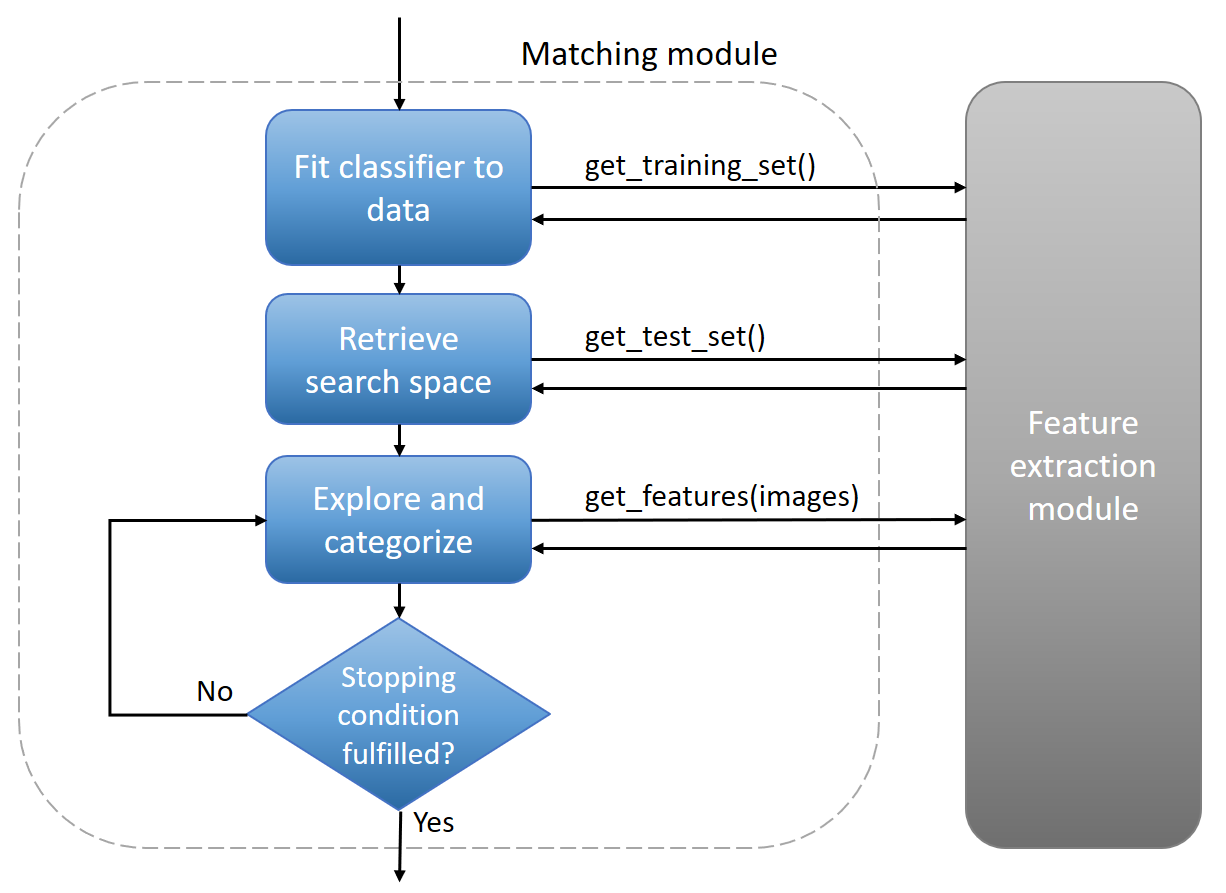 Matching module
Fit classifier to
data
get_training_set()
Retrieve
search space
get_test_set()
Explore and
categorize
get_features(images)
Feature
extraction
module
Stopping
condition
fulfilled?
No
Yes